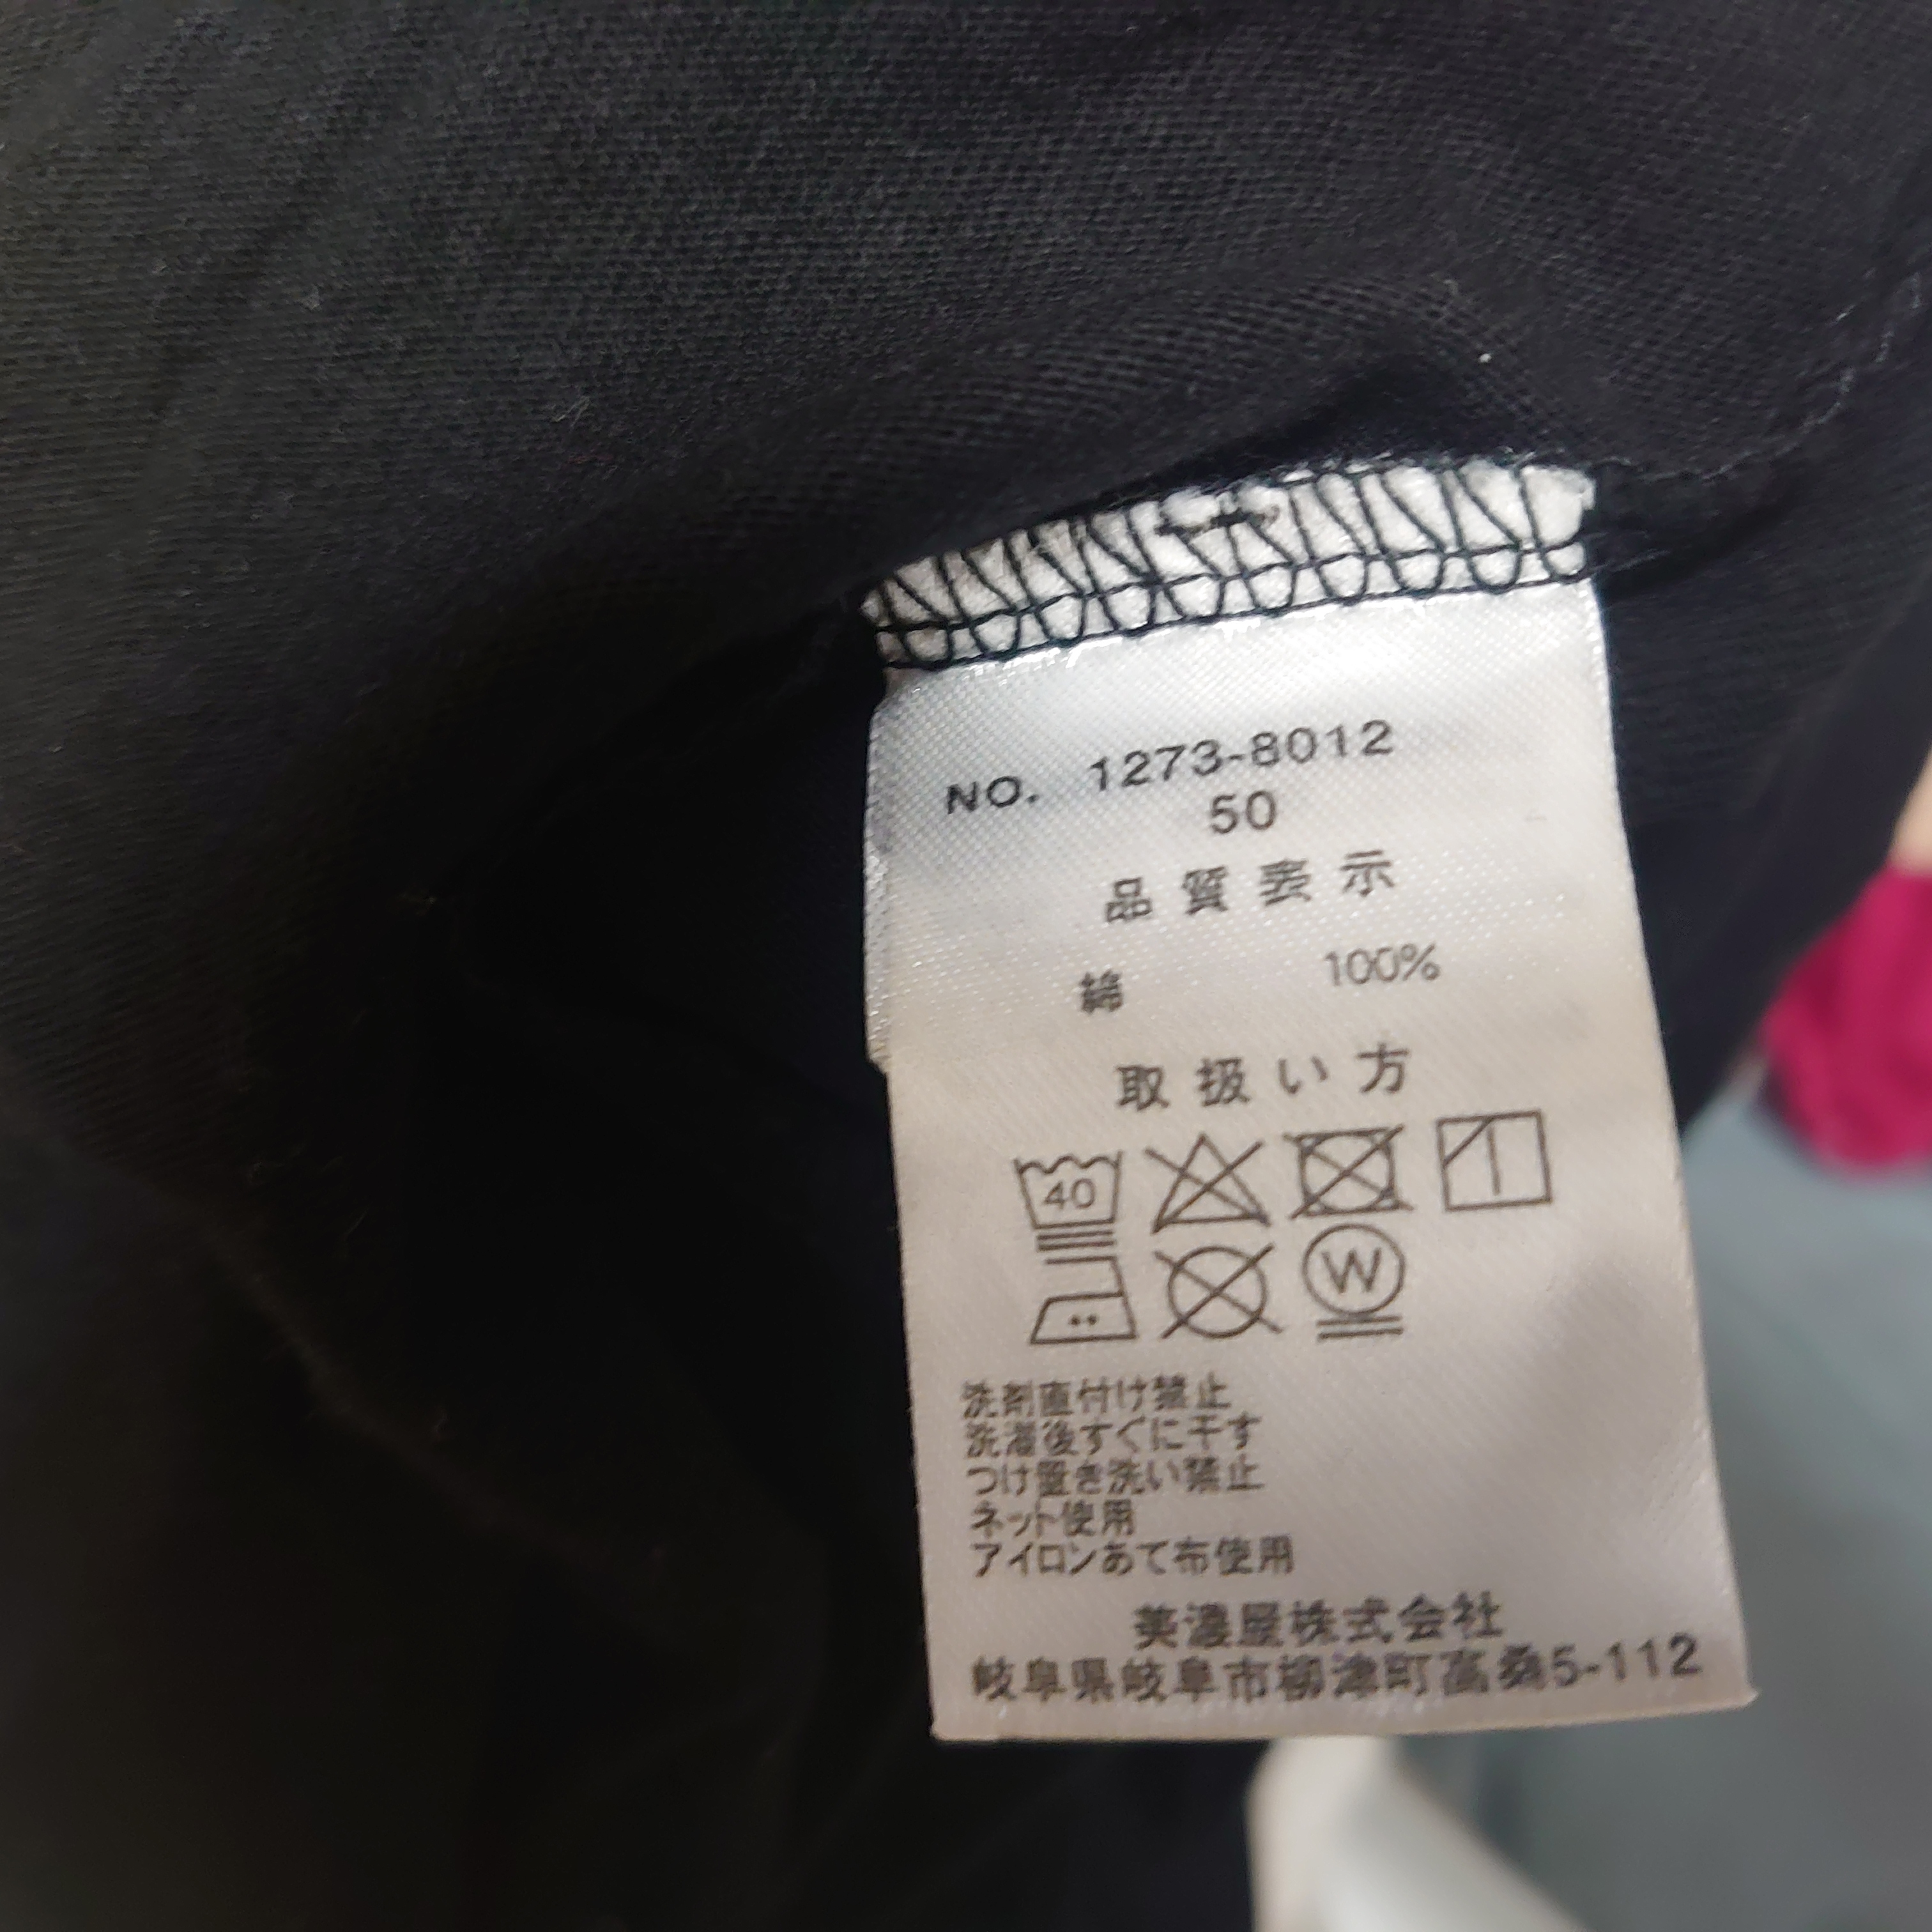 NO. 1273-8012
50
品質表示
綿 100%
取扱い方
40
W
洗剤直付け禁止
洗濯後すぐに干す
つけ置き洗い禁止
ネット使用
アイロンあて布使用
美濃屋株式会社
岐阜県岐阜市柳津町高桑5-112